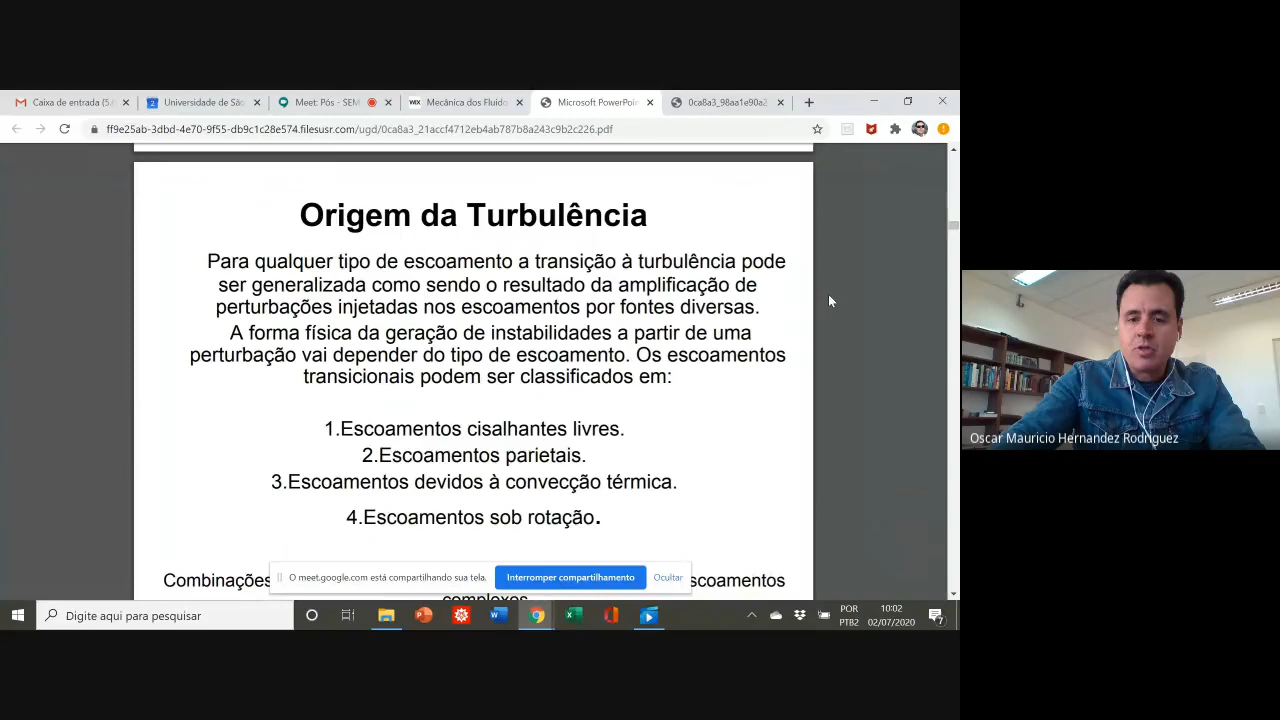 Caixa de entrada (5.
Universidade de São
Meet: Pós - SEM
Mecânica dos Fluido
Microsoft PowerPoin
0ca8a3_98aa1e90a2
ff9e25ab-3dbd-4e70-9f55-db9c1c28e574.filesusr.com/ugd/0ca8a3_21accf4712eb4ab787b8a243c9b2c226.pdf
Origem da Turbulência
Para qualquer tipo de escoamento a transição à turbulência pode
ser generalizada como sendo o resultado da amplificação de
perturbações injetadas nos escoamentos por fontes diversas.
A forma física da geração de instabilidades a partir de uma
perturbação vai depender do tipo de escoamento. Os escoamentos
transicionais podem ser classificados em:
1.Escoamentos cisalhantes livres.
2.Escoamentos parietais.
3.Escoamentos devidos à convecção térmica.
4.Escoamentos sob rotação.
Combinações
scoamentos
complexos
O meet.google.com está compartilhando sua tela.
Interromper compartilhamento
Ocultar
Oscar Mauricio Hernandez Rodriguez
Digite aqui para pesquisar
POR
PTB2
10:02
02/07/2020
7